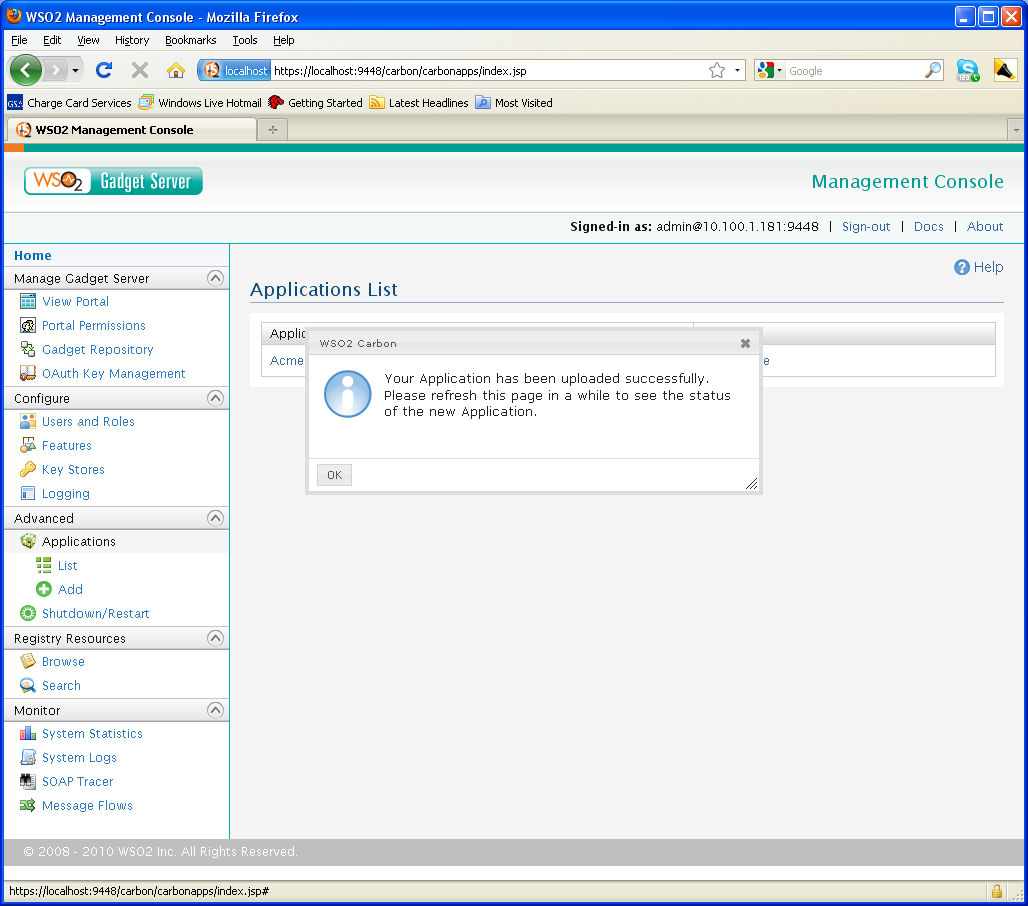 WSO2 Management Console - Mozilla Firefox
File Edit View History Bookmarks Tools Help
localhost https://localhost:9448/carbon/carbonapps/index.jsp Google
GSA Charge Card Services Windows Live Hotmail Getting Started Latest Headlines Most Visited
WSO2 Management Console
WSO2 Gadget Server
Management Console
Signed-in as: admin@10.100.1.181:9448 | Sign-out | Docs | About
Home
Manage Gadget Server
View Portal
Portal Permissions
Gadget Repository
OAuth Key Management
Configure
Users and Roles
Features
Key Stores
Logging
Advanced
Applications
List
Add
Shutdown/Restart
Registry Resources
Browse
Search
Monitor
System Statistics
System Logs
SOAP Tracer
Message Flows
Help
Applications List
Acme
WSO2 Carbon
Your Application has been uploaded successfully.
Please refresh this page in a while to see the status
of the new Application.
OK
© 2008 - 2010 WSO2 Inc. All Rights Reserved.
https://localhost:9448/carbon/carbonapps/index.jsp#